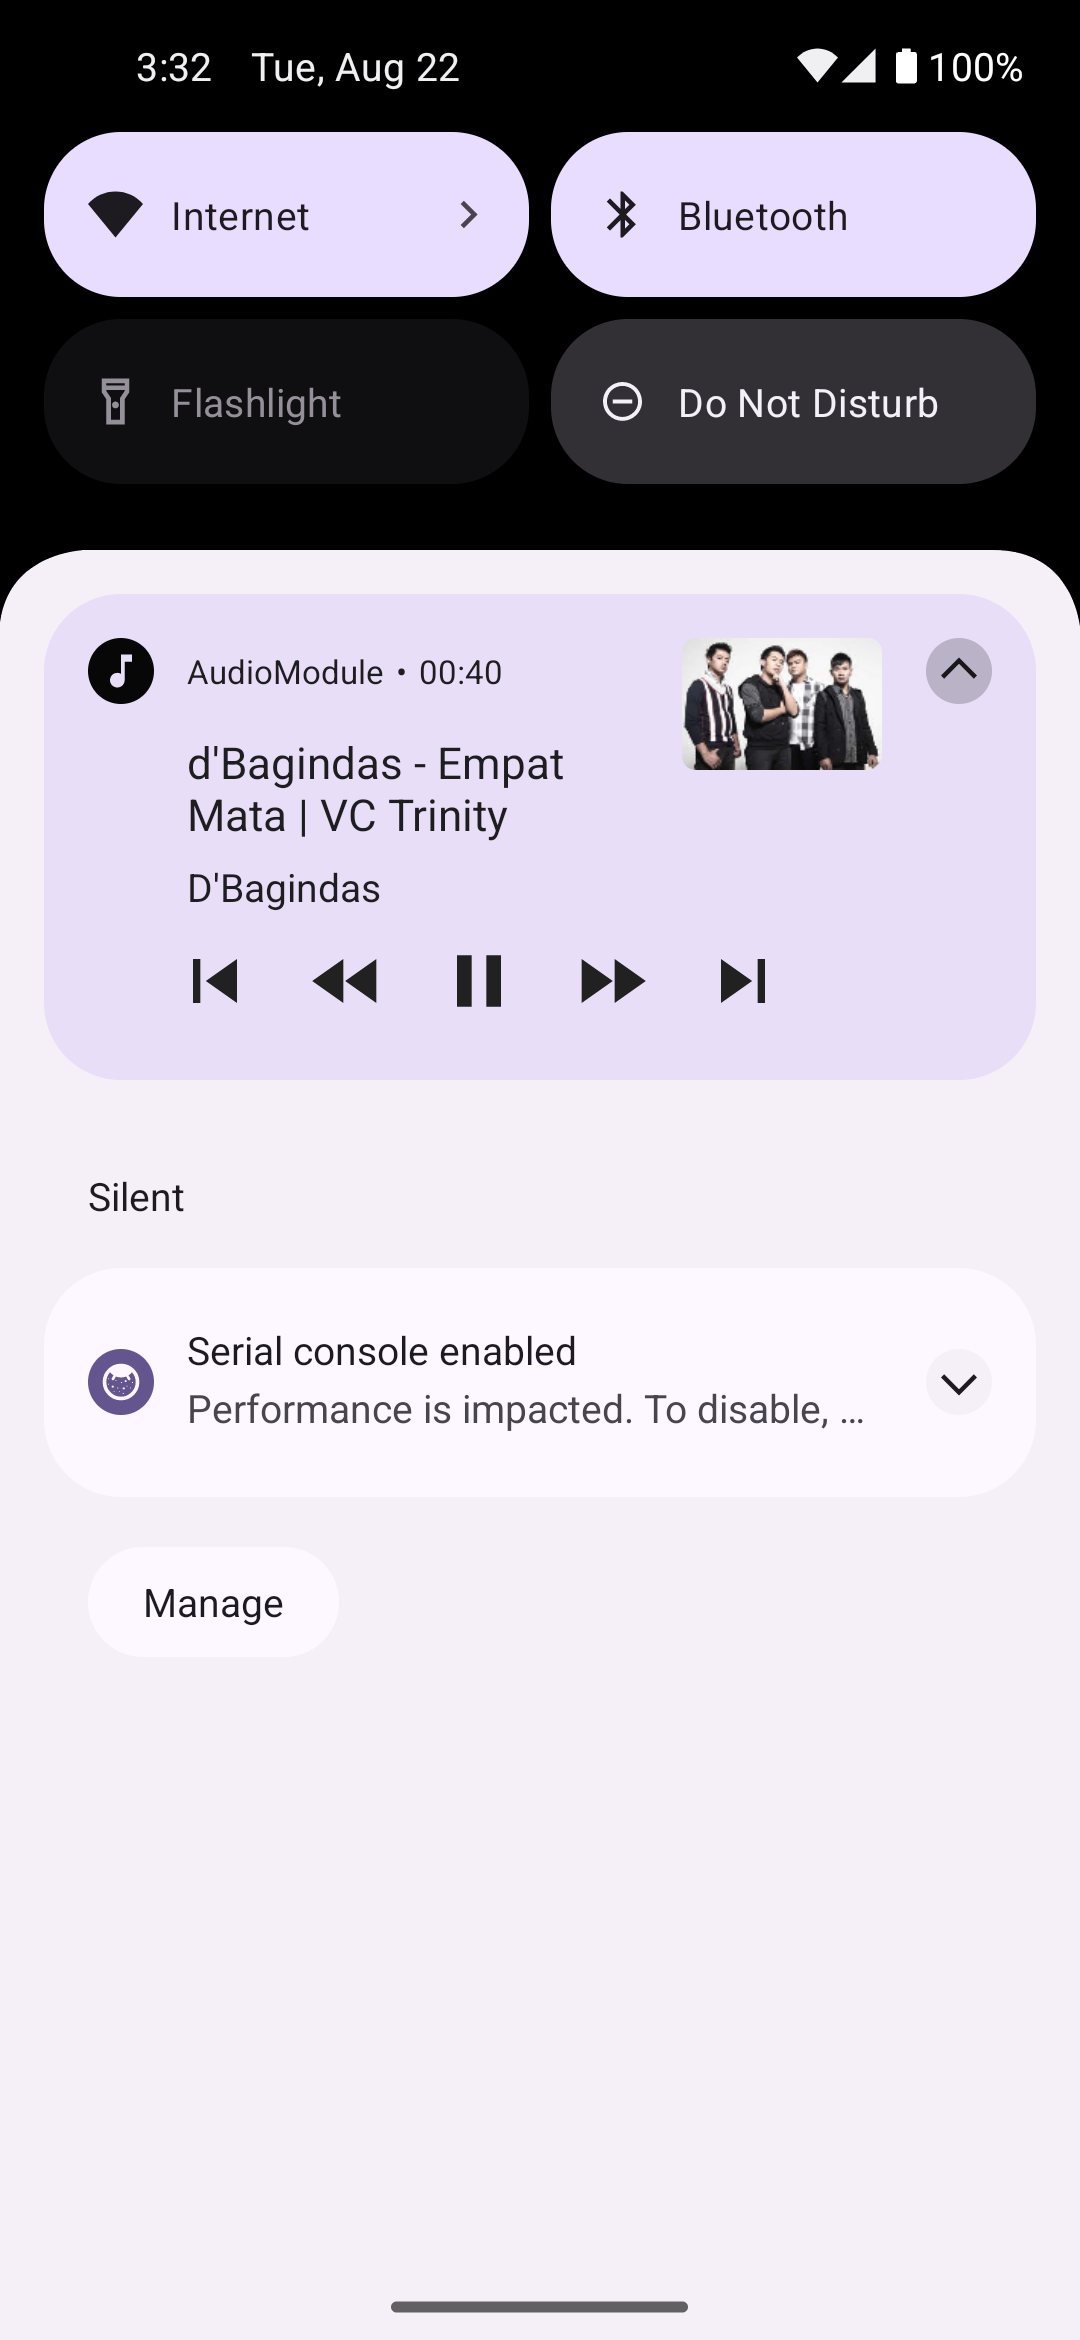 3:32 Tue, Aug 22 100%
Internet
Bluetooth
Flashlight
Do Not Disturb
AudioModule • 00:40
d'Bagindas - Empat
Mata | VC Trinity
D'Bagindas
Silent
Serial console enabled
Performance is impacted. To disable, …
Manage